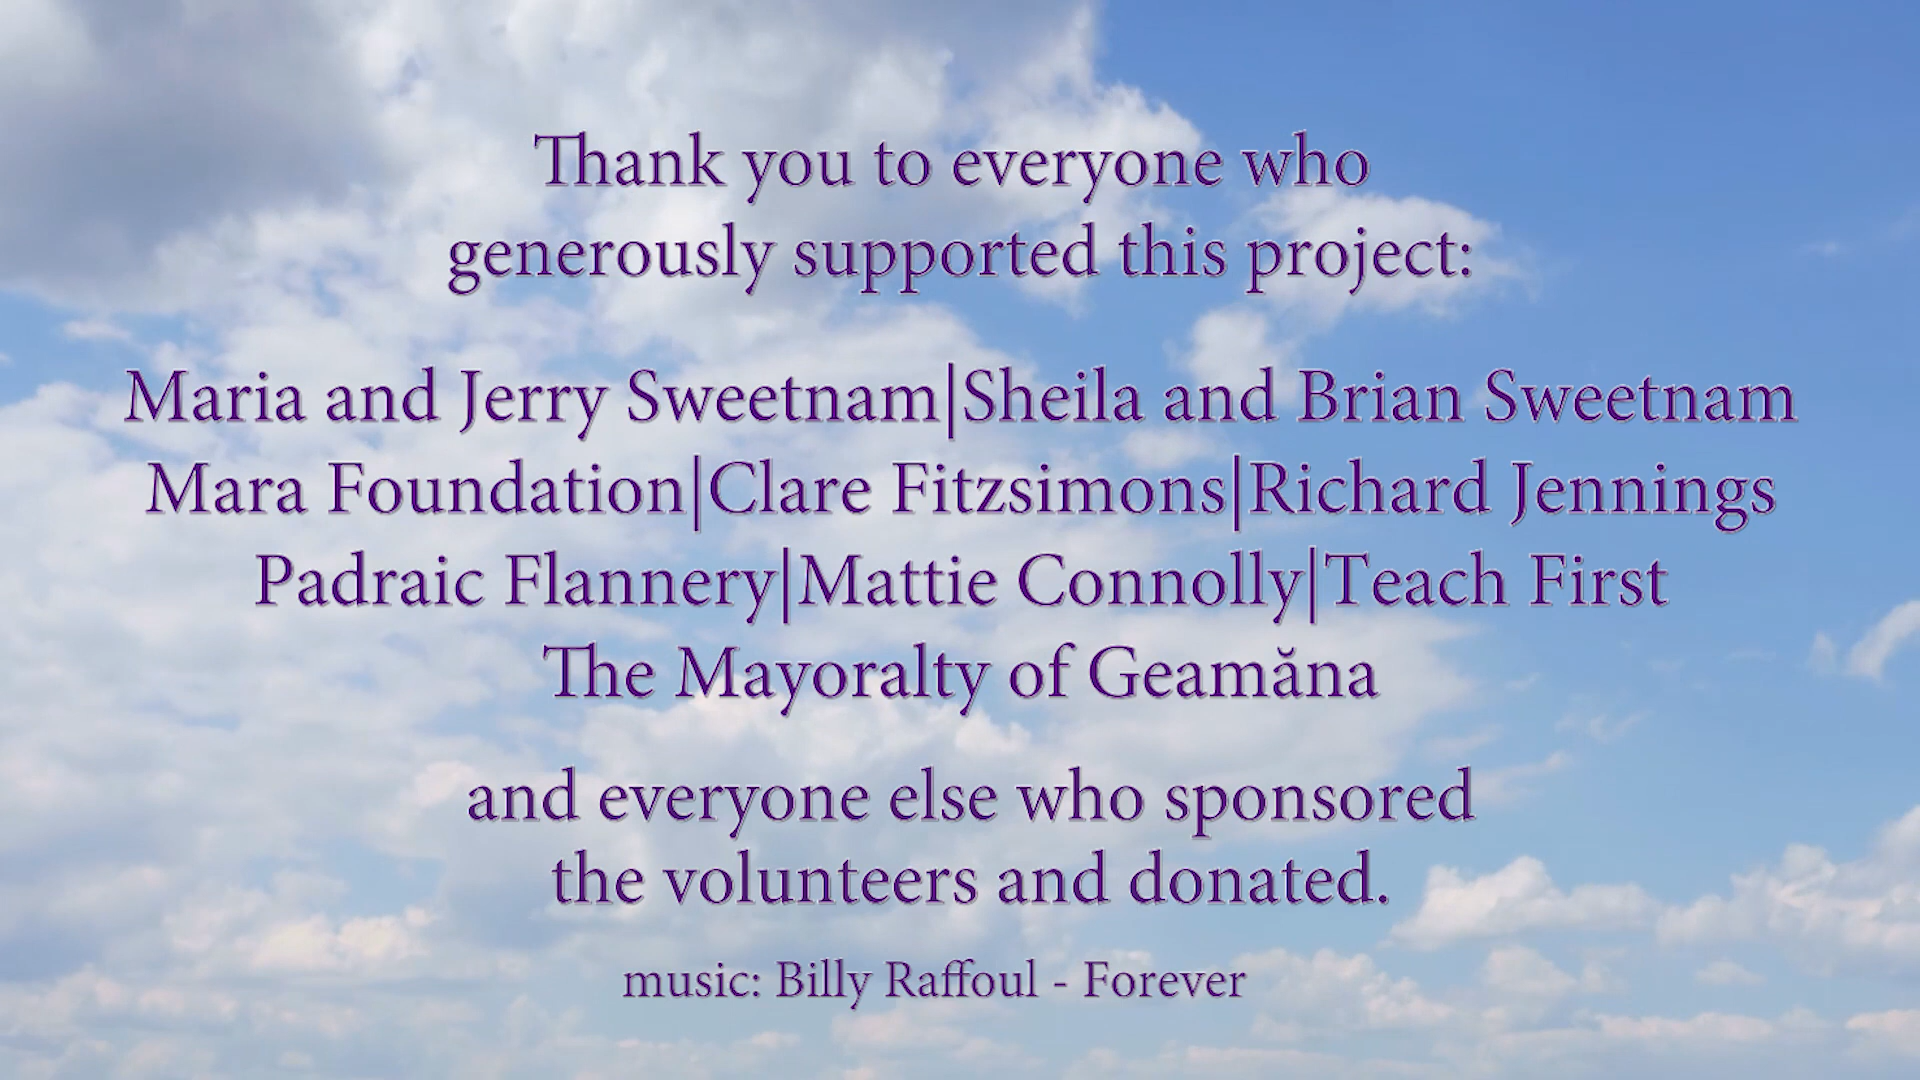 Thank you to everyone who
generously supported this project:
Maria and Jerry Sweetnam|Sheila and Brian Sweetnam
Mara Foundation|Clare Fitzsimons|Richard Jennings
Padraic Flannery|Mattie Connolly|Teach First
The Mayoralty of Geamăna
and everyone else who sponsored
the volunteers and donated.
music: Billy Raffoul - Forever